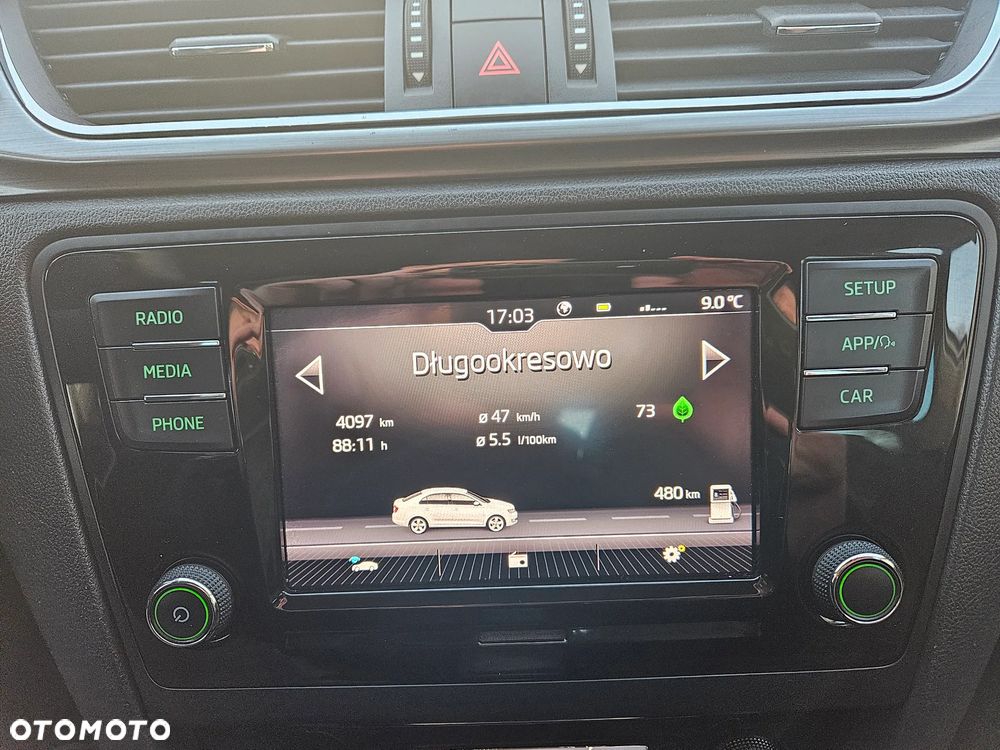 RADIO
MEDIA
PHONE
17:03
9.0 °C
Długookresowo
4097 km
88:11 h
ø 47 km/h
ø 5.5 l/100km
73
480 km
SETUP
APP/
CAR
OTOMOTO